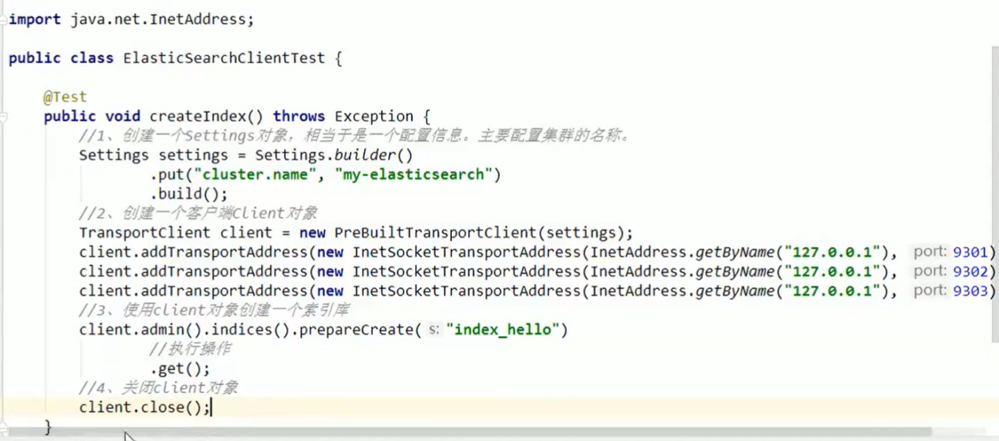 import java.net.InetAddress;
public class ElasticSearchClientTest {
@Test
public void createIndex() throws Exception {
//1、创建一个Settings对象，相当于是一个配置信息。主要配置集群的名称。
Settings settings = Settings.builder()
.put("cluster.name", "my-elasticsearch")
.build();
//2、创建一个客户端Client对象
TransportClient client = new PreBuiltTransportClient(settings);
client.addTransportAddress(new InetSocketTransportAddress(InetAddress.getByName("127.0.0.1"), port: 9301)
client.addTransportAddress(new InetSocketTransportAddress(InetAddress.getByName("127.0.0.1"), port: 9302)
client.addTransportAddress(new InetSocketTransportAddress(InetAddress.getByName("127.0.0.1"), port: 9303)
//3、使用client对象创建一个索引库
client.admin().indices().prepareCreate( s: "index_hello")
//执行操作
.get();
//4、关闭client对象
client.close();
}